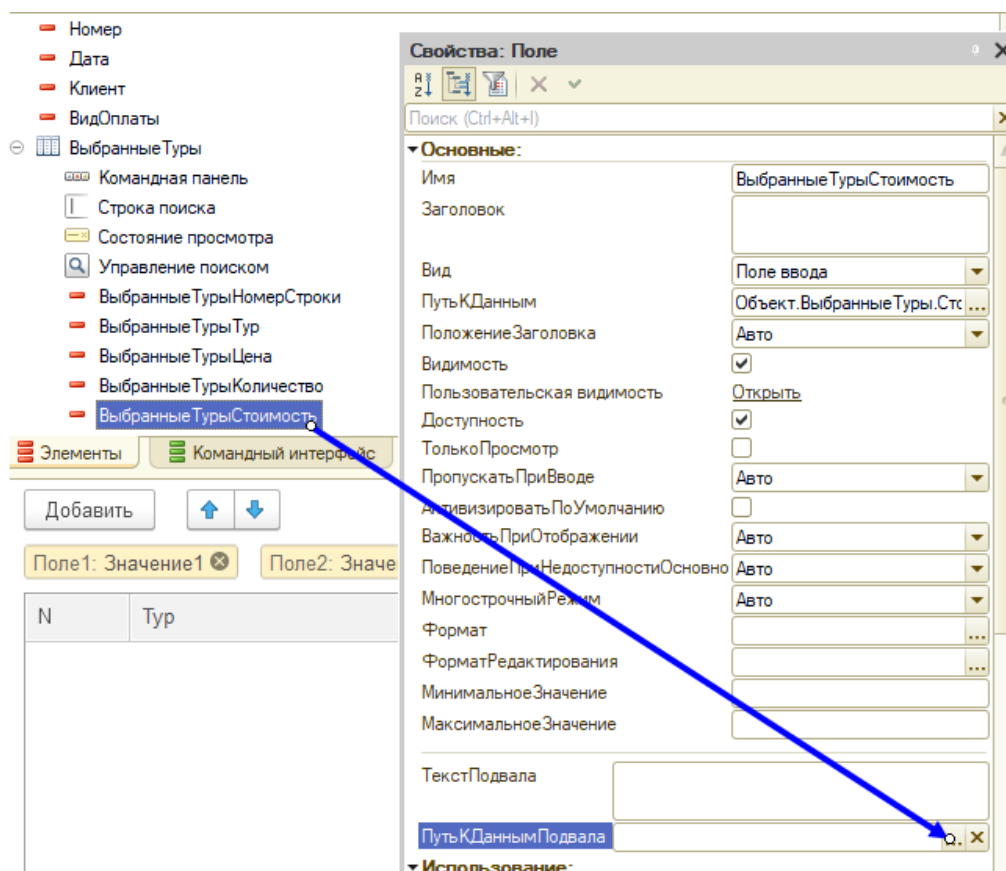 Номер
Дата
Клиент
ВидОплаты
ВыбранныеТуры
Командная панель
Строка поиска
Состояние просмотра
Управление поиском
ВыбранныеТурыНомерСтроки
ВыбранныеТурыТур
ВыбранныеТурыЦена
ВыбранныеТурыКоличество
ВыбранныеТурыСтоимость
Элементы Командный интерфейс
Добавить
Поле1: Значение1 Поле2: Значе
N Тур
Свойства: Поле
Поиск (Ctrl+Alt+I)
Основные:
Имя ВыбранныеТурыСтоимость
Заголовок
Вид Поле ввода
ПутьКДанным Объект.ВыбранныеТуры.Стс ...
ПоложениеЗаголовка Авто
Видимость
Пользовательская видимость Открыть
Доступность
ТолькоПросмотр
ПропускатьПриВводе Авто
АктивизироватьПоУмолчанию
ВажностьПриОтображении Авто
ПоведениеПриНедоступностиОсновно Авто
МногострочныйРежим Авто
Формат ...
ФорматРедактирования ...
МинимальноеЗначение
МаксимальноеЗначение
ТекстПодвала
ПутьКДаннымПодвала
Использование: